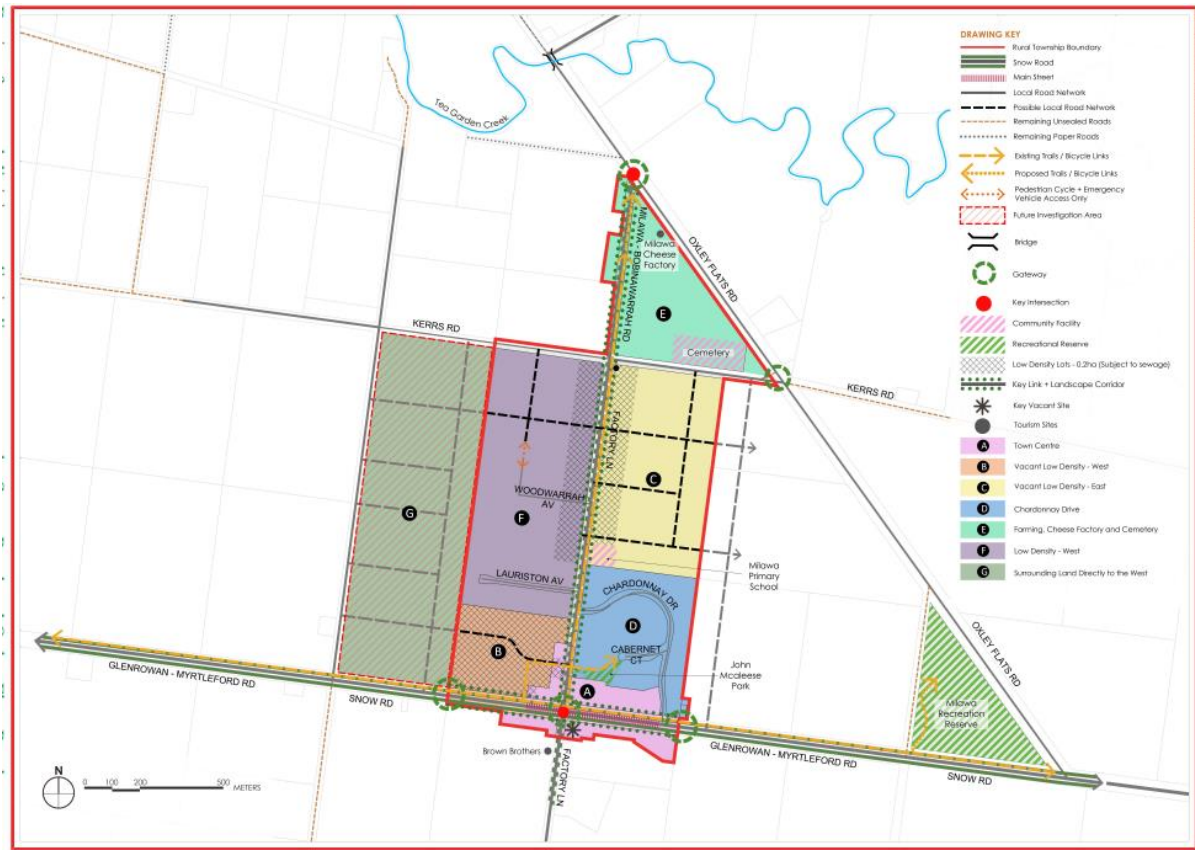 Tea Garden Creek
MILAWA - BOBINAWARRAH RD
Milawa
Cheese
Factory
OXLEY FLATS RD
E
KERRS RD
Cemetery
KERRS RD
FACTORY LN
C
WOODWARRAH
AV
F
G
Milawa
Primary
School
LAURISTON AV
CHARDONNAY DR
D
CABERNET
CT
B
John
Mcaleese
Park
A
OXLEY FLATS RD
Milawa
Recreation
Reserve
GLENROWAN - MYRTLEFORD RD
SNOW RD
Brown Brothers
FACTORY LN
GLENROWAN - MYRTLEFORD RD
SNOW RD
N
0 100 200 500 METERS
DRAWING KEY
Rural Township Boundary
Snow Road
Main Street
Local Road Network
Possible Local Road Network
Remaining Unsealed Roads
Remaining Paper Roads
Existing Trails / Bicycle Links
Proposed Trails / Bicycle Links
Pedestrian Cycle + Emergency
Vehicle Access Only
Future Investigation Area
Bridge
Gateway
Key Intersection
Community Facility
Recreational Reserve
Low Density Lots - 0.2ha (Subject to sewage)
Key Link + Landscape Corridor
Key Vacant Site
Tourism Sites
A Town Centre
B Vacant Low Density - West
C Vacant Low Density - East
D Chardonnay Drive
E Farming, Cheese Factory and Cemetery
F Low Density - West
G Surrounding Land Directly to the West